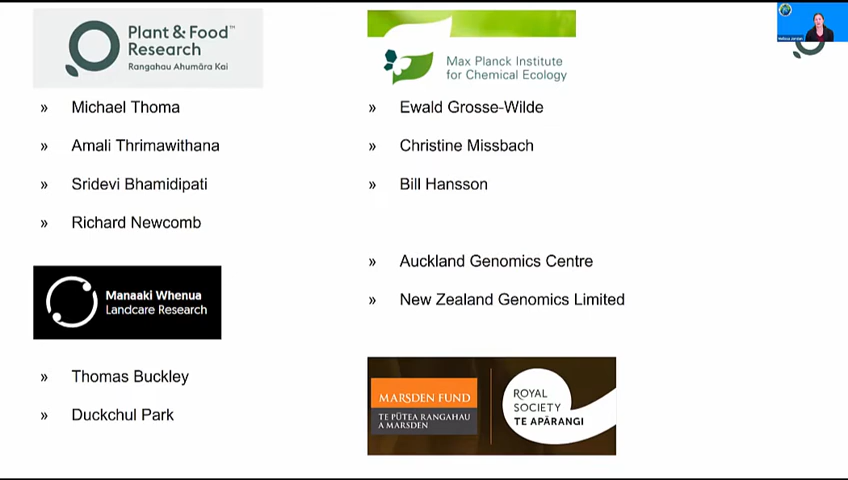 Plant & Food™
Research
Rangahau Ahumāra Kai
» Michael Thoma
» Amali Thrimawithana
» Sridevi Bhamidipati
» Richard Newcomb
Manaaki Whenua
Landcare Research
» Thomas Buckley
» Duckchul Park
Max Planck Institute
for Chemical Ecology
» Ewald Grosse-Wilde
» Christine Missbach
» Bill Hansson
» Auckland Genomics Centre
» New Zealand Genomics Limited
MARSDEN FUND
TE PŪTEA RANGAHAU
A MARSDEN
ROYAL
SOCIETY
TE APĀRANGI